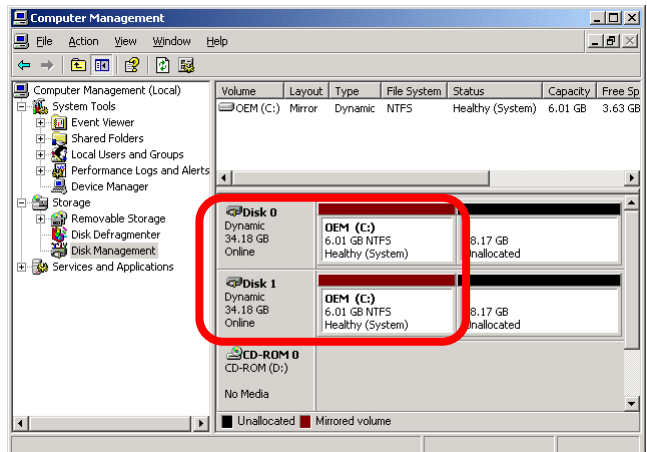 Computer Management
File Action View Window Help
Computer Management (Local)
System Tools
Event Viewer
Shared Folders
Local Users and Groups
Performance Logs and Alerts
Device Manager
Storage
Removable Storage
Disk Defragmenter
Disk Management
Services and Applications
Volume Layout Type File System Status Capacity Free Sp
OEM (C:) Mirror Dynamic NTFS Healthy (System) 6.01 GB 3.63 GB
Disk 0
Dynamic
34.18 GB
Online
OEM (C:)
6.01 GB NTFS
Healthy (System)
8.17 GB
Unallocated
Disk 1
Dynamic
34.18 GB
Online
OEM (C:)
6.01 GB NTFS
Healthy (System)
8.17 GB
Unallocated
CD-ROM 0
CD-ROM (D:)
No Media
Unallocated Mirrored volume